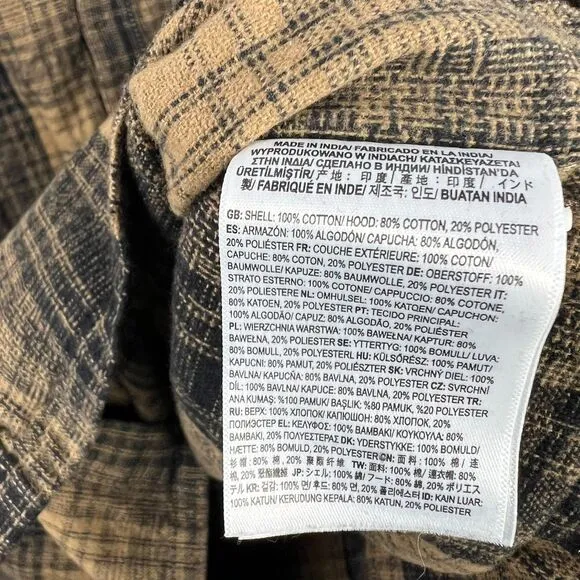 MADE IN INDIA/ FABRICADO EN LA INDIA/
WYPRODUKOWANO W INDIACH/ ΚΑΤΑΣΚΕΥΑΖΕΤΑΙ
ΣΤΗΝ ΙΝΔΙΑ/ СДЕЛАНО В ИНДИИ/ HİNDİSTAN'DA
ÜRETİLMİŞTİR/ 产地：印度/ 產地：印度/ インド
製/ FABRIQUÉ EN INDE/ 제조국: 인도/ BUATAN INDIA
GB: SHELL: 100% COTTON/ HOOD: 80% COTTON, 20% POLYESTER
ES: ARMAZÓN: 100% ALGODÓN/ CAPUCHA: 80% ALGODÓN,
20% POLIÉSTER FR: COUCHE EXTÉRIEURE: 100% COTON/
CAPUCHE: 80% COTON, 20% POLYESTER DE: OBERSTOFF: 100%
BAUMWOLLE/ KAPUZE: 80% BAUMWOLLE, 20% POLYESTER IT:
STRATO ESTERNO: 100% COTONE/ CAPPUCCIO: 80% COTONE,
20% POLIESTERE NL: OMHULSEL: 100% KATOEN/ CAPUCHON:
80% KATOEN, 20% POLYESTER PT: TECIDO PRINCIPAL:
100% ALGODÃO/ CAPUZ: 80% ALGODÃO, 20% POLIÉSTER
PL: WIERZCHNIA WARSTWA: 100% BAWEŁNA/ KAPTUR: 80%
BAWEŁNA, 20% POLIESTER SE: YTTERTYG: 100% BOMULL/ LUVA:
80% BOMULL, 20% POLYESTER HU: KÜLSŐRÉSZ: 100% PAMUT/
KAPUCNI: 80% PAMUT, 20% POLIÉSZTER SK: VRCHNÝ DIEL: 100%
BAVLNA/ KAPUCŇA: 80% BAVLNA, 20% POLYESTER CZ: SVRCHNÍ
DÍL: 100% BAVLNA/ KAPUCE: 80% BAVLNA, 20% POLYESTER TR:
ANA KUMAŞ: %100 PAMUK/ BAŞLIK: %80 PAMUK, %20 POLYESTER
RU: ВЕРХ: 100% ХЛОПОК/ КАПЮШОН: 80% ХЛОПОК, 20%
ПОЛИЭСТЕР EL: ΚΕΛΥΦΟΣ: 100% ΒΑΜΒΑΚΙ/ ΚΟΥΚΟΥΛΑ: 80%
ΒΑΜΒΑΚΙ, 20% ΠΟΛΥΕΣΤΕΡΑΣ DK: YDERSTYKKE: 100% BOMULD/
HÆTTE: 80% BOMULD, 20% POLYESTER CN: 面料：100% 棉/ 连
衫帽：80% 棉，20% 聚酯纤维 TW: 面料：100% 棉/ 連衣帽：80%
棉，20% 聚酯纖維 JP: シェル: 100% 綿/ フード: 80% 綿, 20% ポリエス
テル KR: 겉감: 100% 면/ 후드: 80% 면, 20% 폴리에스터 ID: KAIN LUAR:
100% KATUN/ KERUDUNG KEPALA: 80% KATUN, 20% POLIESTER